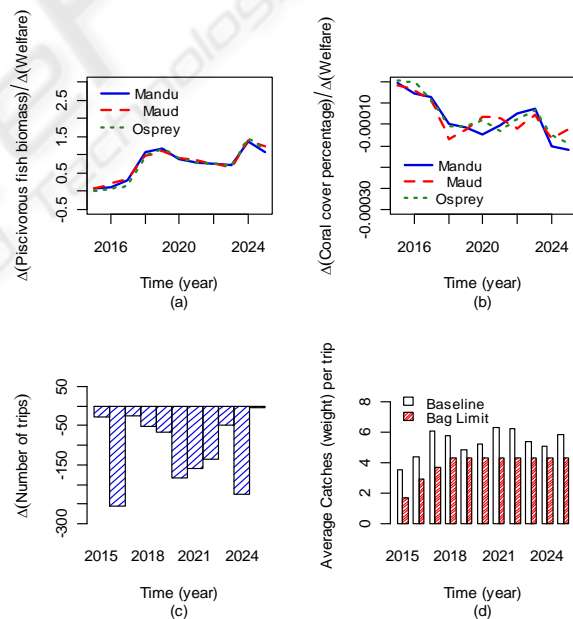 Δ(Piscivorous fish biomass)/Δ(Welfare)
2.5
1.5
0.5
-0.5
Mandu
Maud
Osprey
2016 2020 2024
Time (year)
(a)
Δ(Coral cover percentage)/Δ(Welfare)
-0.00010
-0.00030
Mandu
Maud
Osprey
2016 2020 2024
Time (year)
(b)
Δ(Number of trips)
50
-50
-150
-300
2015 2018 2021 2024
Time (year)
(c)
Average Catches (weight) per trip
8
6
4
2
0
Baseline
Bag Limit
2015 2018 2021 2024
Time (year)
(d)